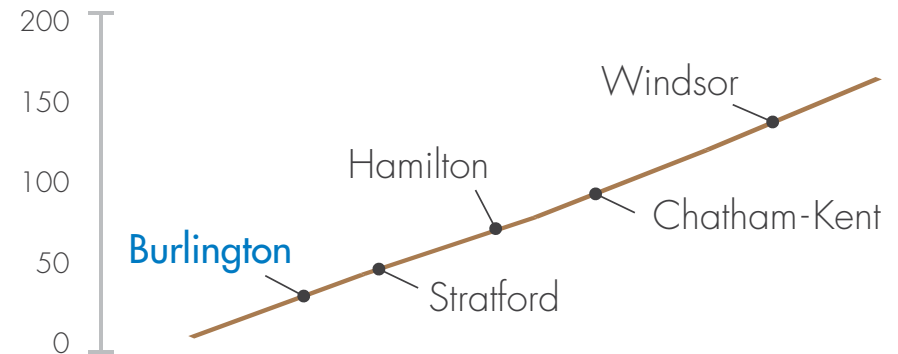 200
150
100
50
0
Windsor
Hamilton
Chatham-Kent
Burlington
Stratford